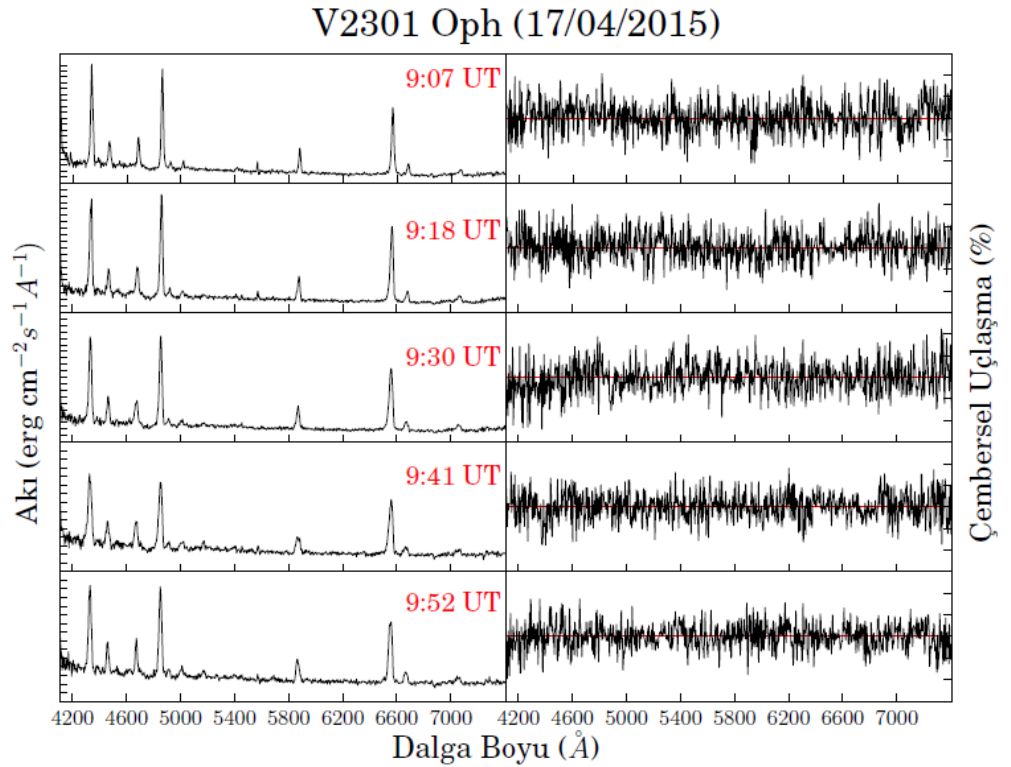 V2301 Oph (17/04/2015)
9:07 UT
9:18 UT
9:30 UT
9:41 UT
9:52 UT
Akı (erg cm⁻²s⁻¹A⁻¹)
Çembersel Uçlaşma (%)
4200 4600 5000 5400 5800 6200 6600 7000 4200 4600 5000 5400 5800 6200 6600 7000
Dalga Boyu (Å)